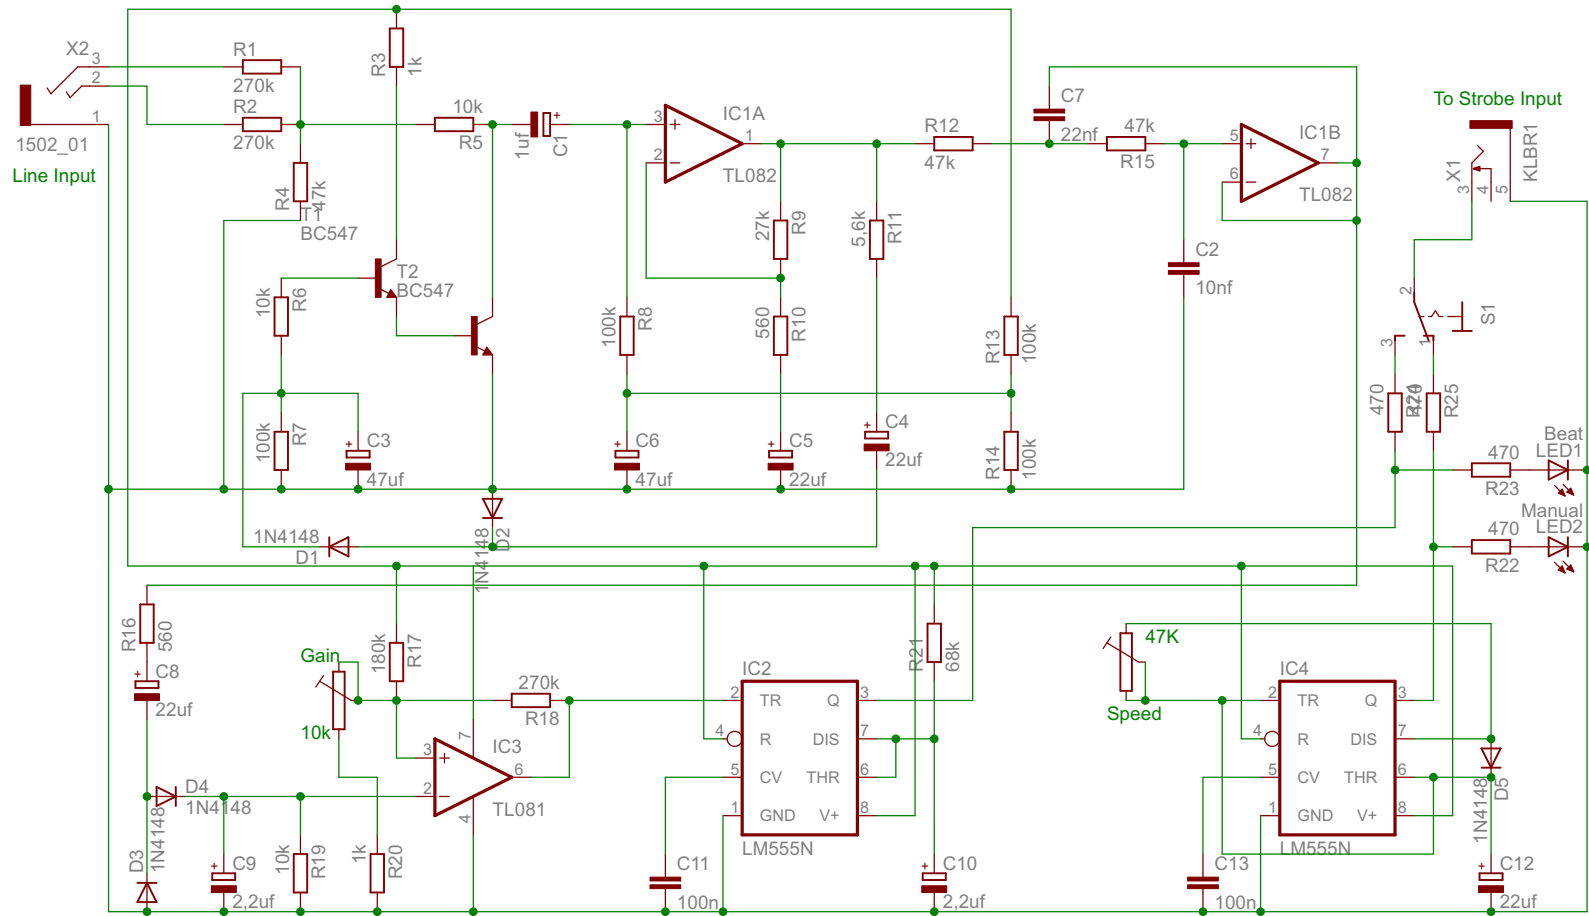 X2
3
2
1
1502_01
Line Input
R1
270k
R2
270k
R4
47k
T1
BC547
R3
1k
10k
R5
1uf
C1
T2
BC547
10k
R6
100k
R7
C3
47uf
1N4148
D1
1N4148
D2
3
2
1
IC1A
TL082
100k
R8
C6
47uf
27k
R9
560
R10
C5
22uf
5,6k
R11
C4
22uf
R12
47k
R13
100k
R14
100k
C7
22nf
47k
R15
C2
10nf
5
6
7
IC1B
TL082
To Strobe Input
X1
KLBR1
3
4
5
2
S1
3
1
470
R24
470
R25
470
R23
Beat
LED1
470
R22
Manual
LED2
R16
560
C8
22uf
D4
1N4148
D3
1N4148
C9
2,2uf
10k
R19
1k
R20
Gain
10k
180k
R17
270k
R18
3
2
7
4
6
IC3
TL081
IC2
2 TR Q 3
4 R DIS 7
5 CV THR 6
1 GND V+ 8
LM555N
C11
100n
R21
68k
C10
2,2uf
47K
Speed
IC4
2 TR Q 3
4 R DIS 7
5 CV THR 6
1 GND V+ 8
LM555N
C13
100n
1N4148
D5
C12
22uf